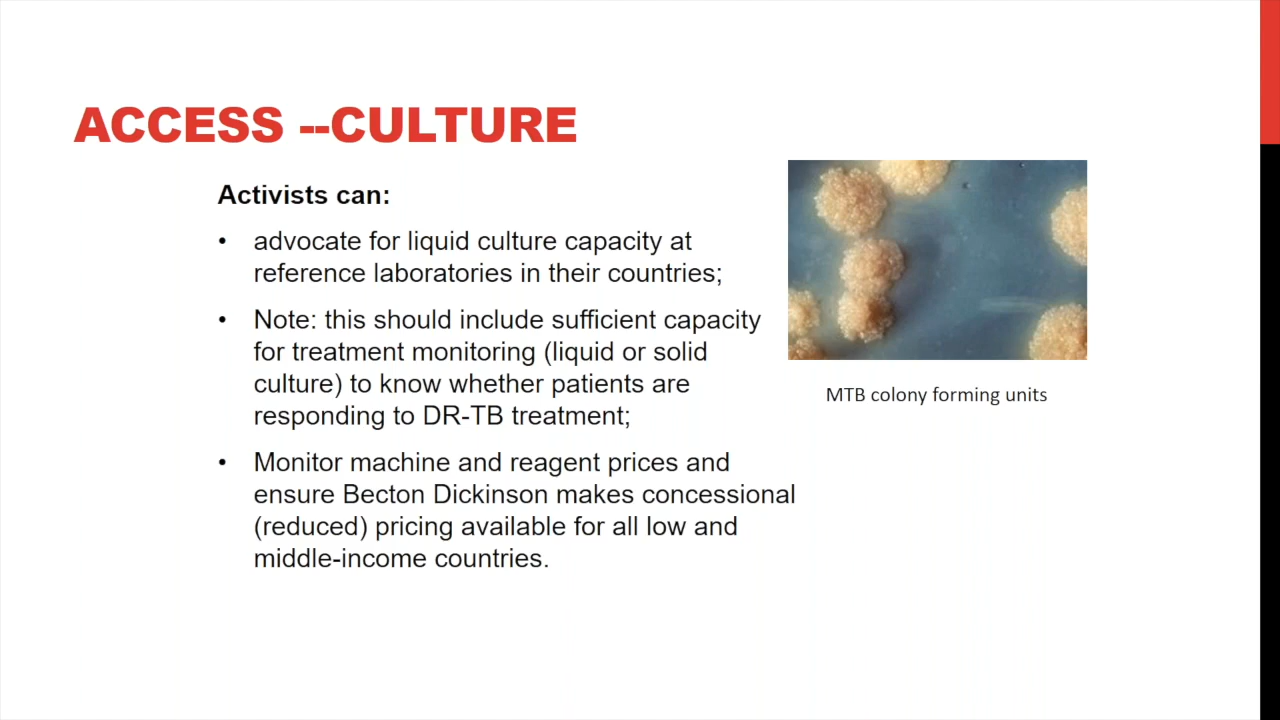 ACCESS --CULTURE
Activists can:
• advocate for liquid culture capacity at
reference laboratories in their countries;
• Note: this should include sufficient capacity
for treatment monitoring (liquid or solid
culture) to know whether patients are
responding to DR-TB treatment;
• Monitor machine and reagent prices and
ensure Becton Dickinson makes concessional
(reduced) pricing available for all low and
middle-income countries.
MTB colony forming units